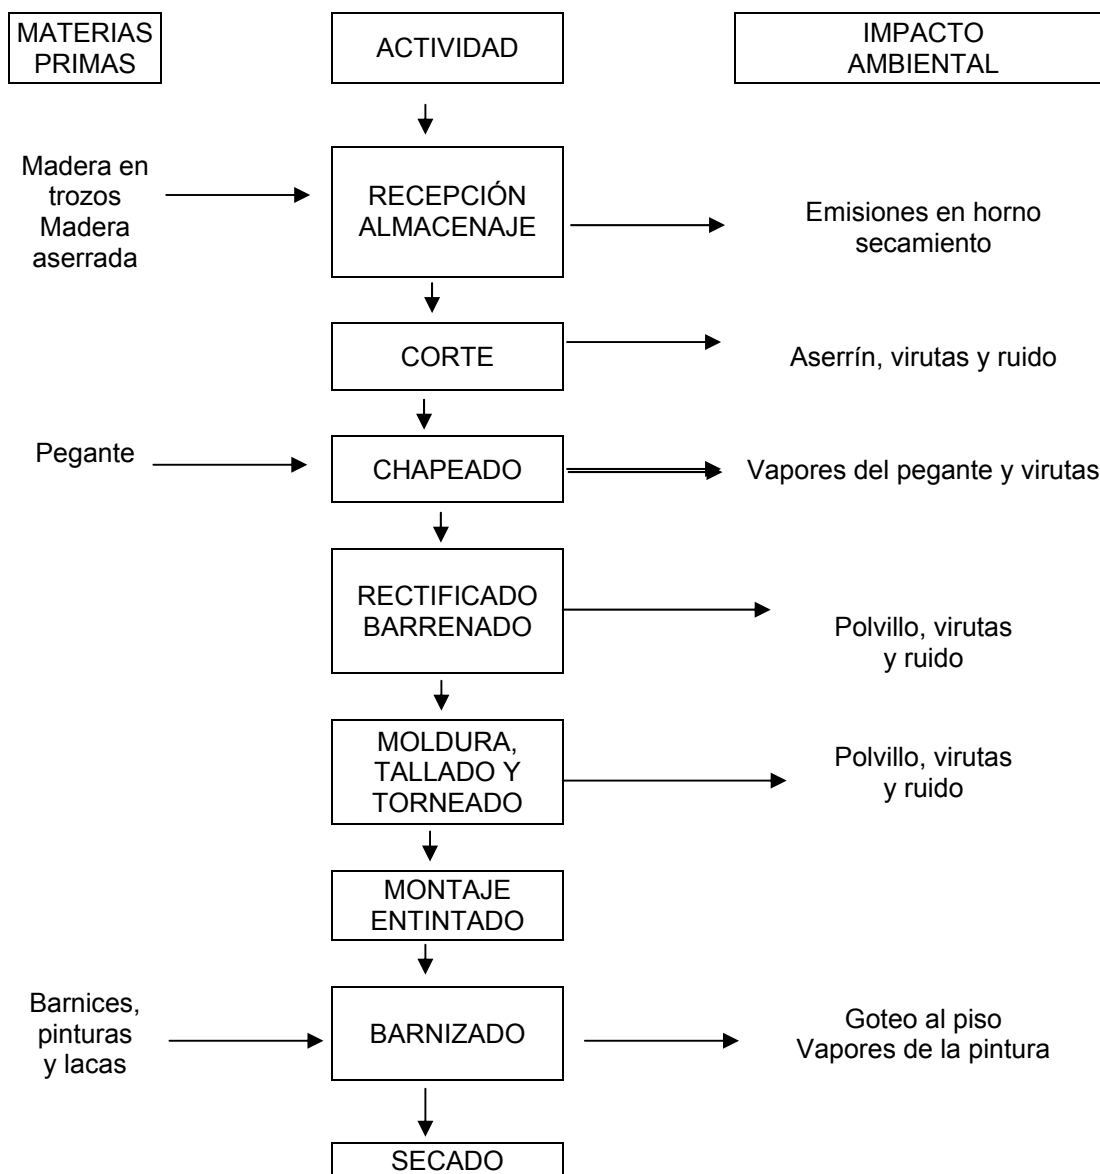 MATERIAS
PRIMAS
ACTIVIDAD
IMPACTO
AMBIENTAL
Madera en
trozos
Madera
aserrada
RECEPCIÓN
ALMACENAJE
Emisiones en horno
secamiento
CORTE
Aserrín, virutas y ruido
Pegante
CHAPEADO
Vapores del pegante y virutas
RECTIFICADO
BARRENADO
Polvillo, virutas
y ruido
MOLDURA,
TALLADO Y
TORNEADO
Polvillo, virutas
y ruido
MONTAJE
ENTINTADO
Barnices,
pinturas
y lacas
BARNIZADO
Goteo al piso
Vapores de la pintura
SECADO